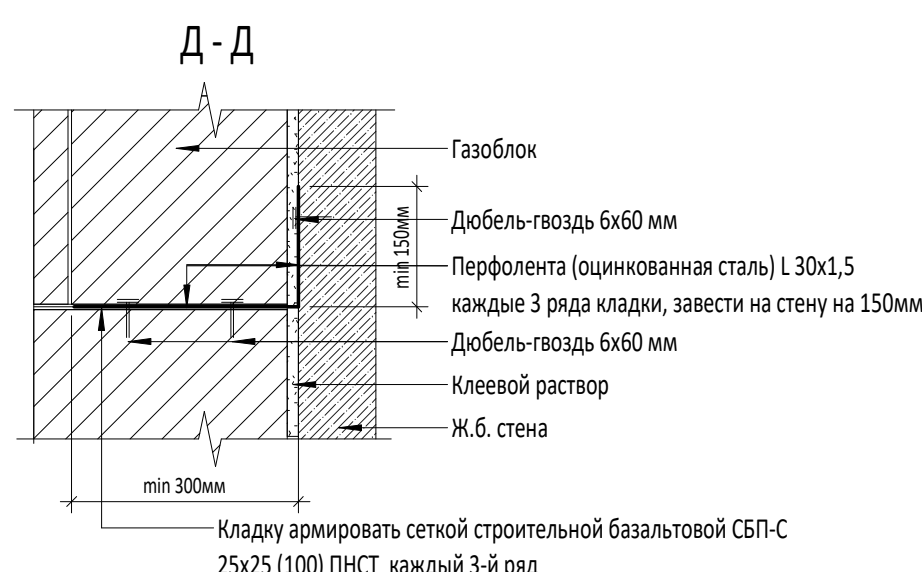 Д - Д
Газоблок
Дюбель-гвоздь 6х60 мм
min 150мм
Перфолента (оцинкованная сталь) L 30х1,5
каждые 3 ряда кладки, завести на стену на 150мм
Дюбель-гвоздь 6х60 мм
Клеевой раствор
Ж.б. стена
min 300мм
Кладку армировать сеткой строительной базальтовой СБП-С
25х25 (100) ПНСТ каждый 3-й ряд